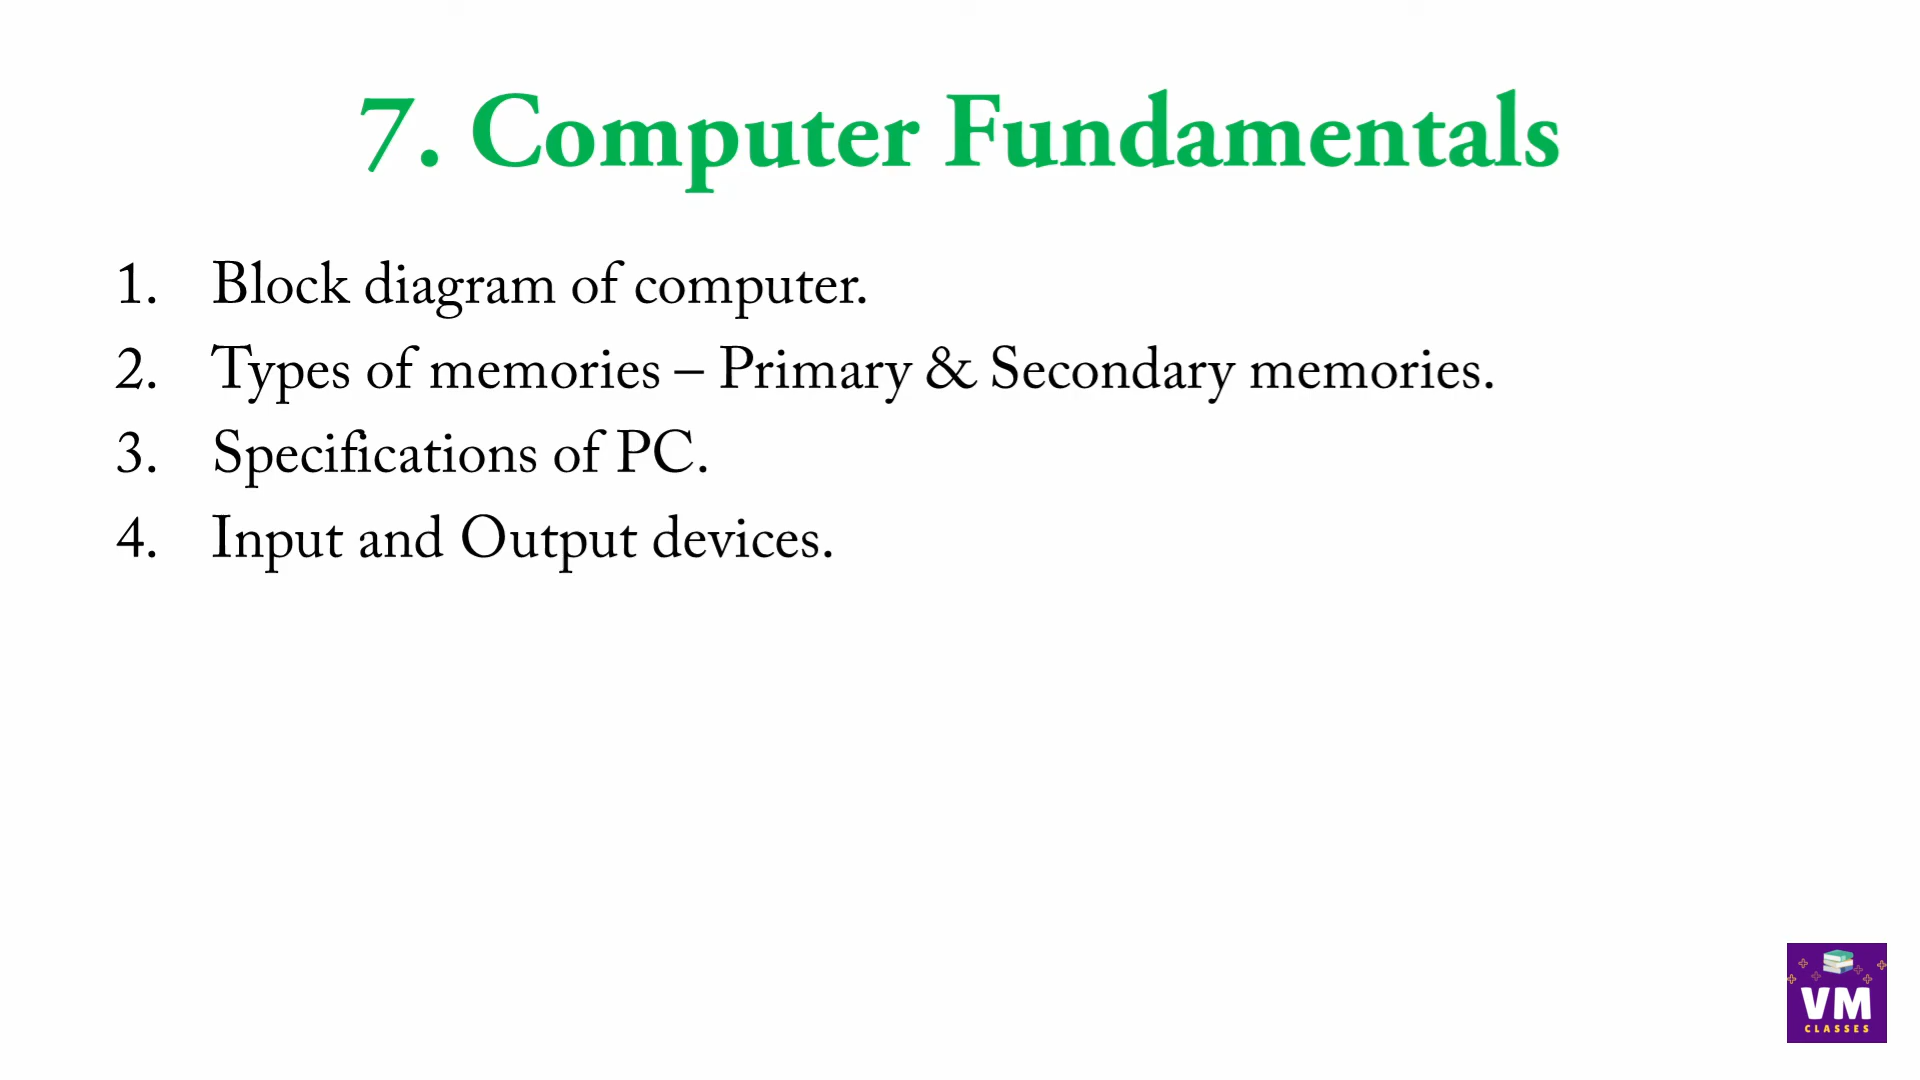 7. Computer Fundamentals
1. Block diagram of computer.
2. Types of memories – Primary & Secondary memories.
3. Specifications of PC.
4. Input and Output devices.
VM
CLASSES